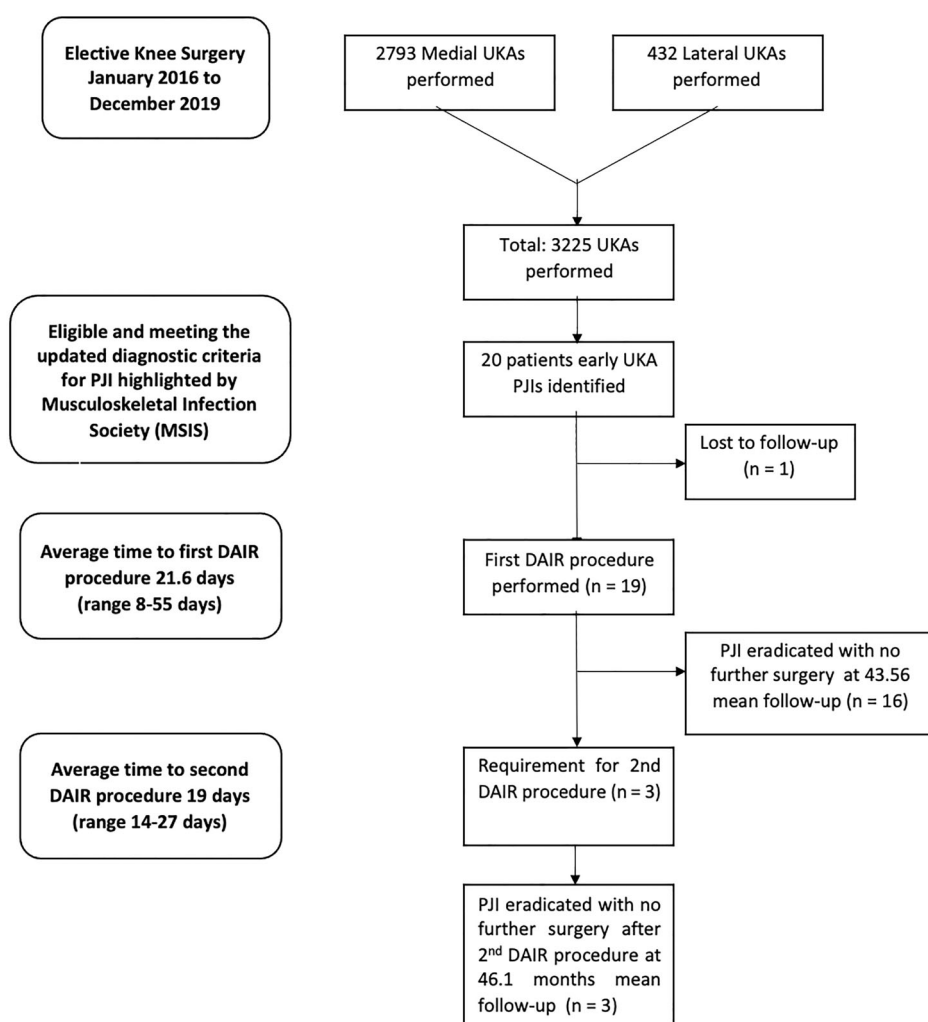 Elective Knee Surgery
January 2016 to
December 2019
2793 Medial UKAs
performed
432 Lateral UKAs
performed
Total: 3225 UKAs
performed
Eligible and meeting the
updated diagnostic criteria
for PJI highlighted by
Musculoskeletal Infection
Society (MSIS)
20 patients early UKA
PJIs identified
Lost to follow-up
(n = 1)
Average time to first DAIR
procedure 21.6 days
(range 8-55 days)
First DAIR procedure
performed (n = 19)
PJI eradicated with no
further surgery at 43.56
mean follow-up (n = 16)
Average time to second
DAIR procedure 19 days
(range 14-27 days)
Requirement for 2nd
DAIR procedure (n = 3)
PJI eradicated with no
further surgery after
2nd DAIR procedure at
46.1 months mean
follow-up (n = 3)